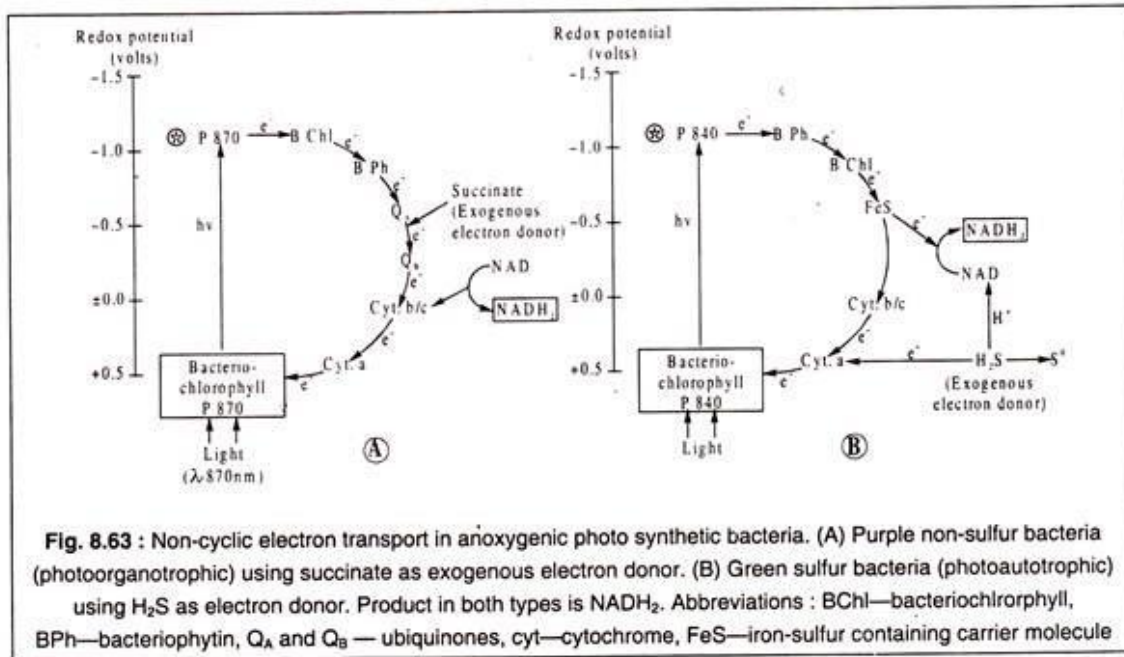 Redox potential
(volts)
−1.5
−1.0
−0.5
±0.0
+0.5
P 870
e⁻
B Chl
e⁻
B Ph
e⁻
Q
Succinate
(Exogenous
electron donor)
e⁻
Q
e⁻
NAD
NADH₂
Cyt. b/c
e⁻
Cyt. a
e⁻
hν
Bacterio-
chlorophyll
P 870
Light
(λ-870nm)
A
Redox potential
(volts)
−1.5
−1.0
−0.5
±0.0
+0.5
P 840
e⁻
B Ph
e⁻
B Chl
e⁻
FeS
e⁻
NADH₂
NAD
H⁺
Cyt. b/c
e⁻
Cyt. a
e⁻
H₂S
S°
(Exogenous
electron donor)
e⁻
hν
Bacterio-
chlorophyll
P 840
Light
B
Fig. 8.63 : Non-cyclic electron transport in anoxygenic photo synthetic bacteria. (A) Purple non-sulfur bacteria
(photoorganotrophic) using succinate as exogenous electron donor. (B) Green sulfur bacteria (photoautotrophic)
using H₂S as electron donor. Product in both types is NADH₂. Abbreviations : BChl—bacteriochlrorphyll,
BPh—bacteriophytin, Q_A and Q_B — ubiquinones, cyt—cytochrome, FeS—iron-sulfur containing carrier molecule